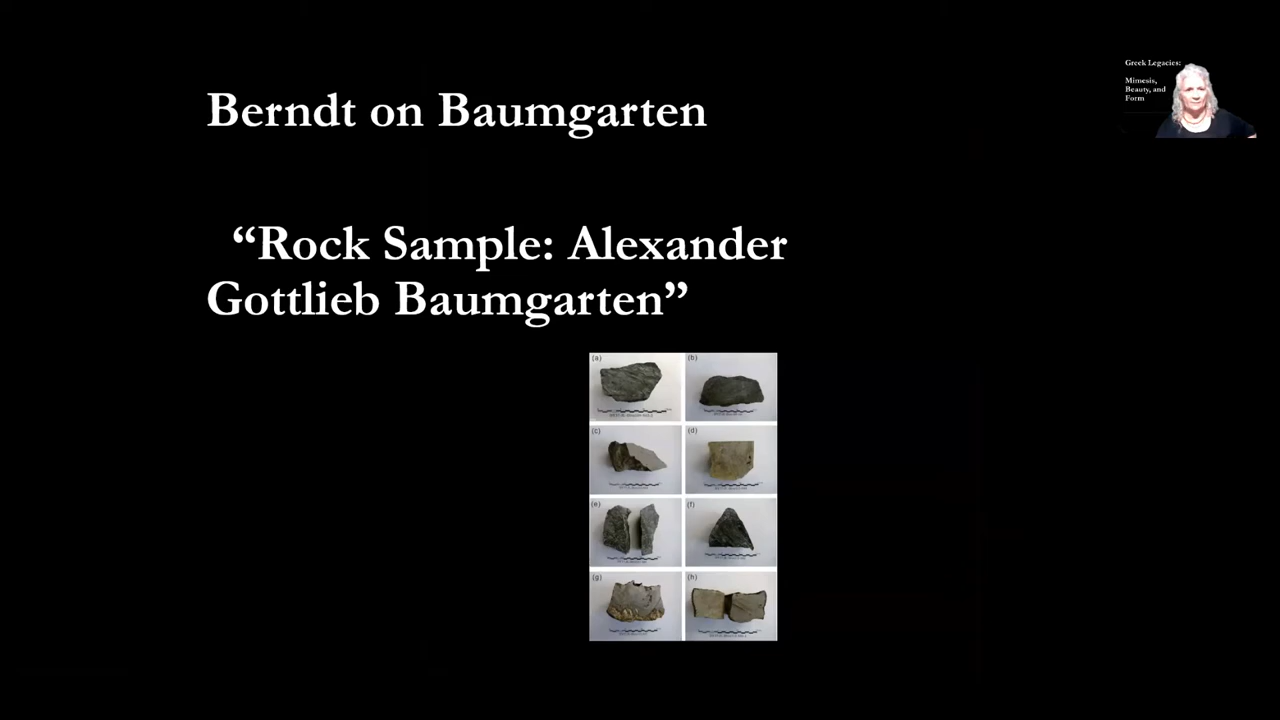 Berndt on Baumgarten
Greek Legacies:
Mimesis,
Beauty, and
Form
“Rock Sample: Alexander
Gottlieb Baumgarten”
(a)
(b)
(c)
(d)
(e)
(f)
(g)
(h)